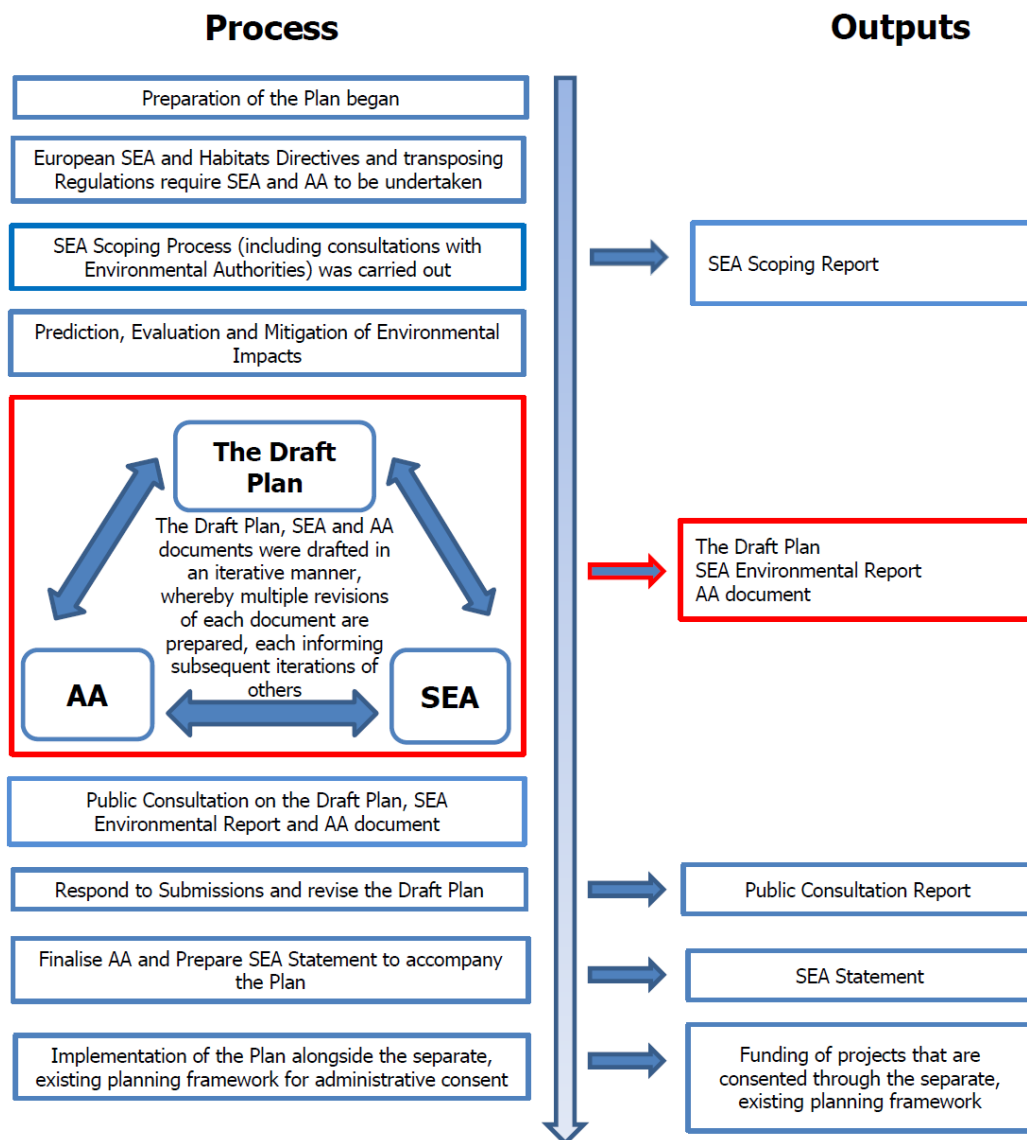 Process
Outputs
Preparation of the Plan began
European SEA and Habitats Directives and transposing
Regulations require SEA and AA to be undertaken
SEA Scoping Process (including consultations with
Environmental Authorities) was carried out
SEA Scoping Report
Prediction, Evaluation and Mitigation of Environmental
Impacts
The Draft
Plan
The Draft Plan, SEA and AA
documents were drafted in
an iterative manner,
whereby multiple revisions
of each document are
prepared, each informing
subsequent iterations of
others
AA
SEA
The Draft Plan
SEA Environmental Report
AA document
Public Consultation on the Draft Plan, SEA
Environmental Report and AA document
Respond to Submissions and revise the Draft Plan
Public Consultation Report
Finalise AA and Prepare SEA Statement to accompany
the Plan
SEA Statement
Implementation of the Plan alongside the separate,
existing planning framework for administrative consent
Funding of projects that are
consented through the separate,
existing planning framework